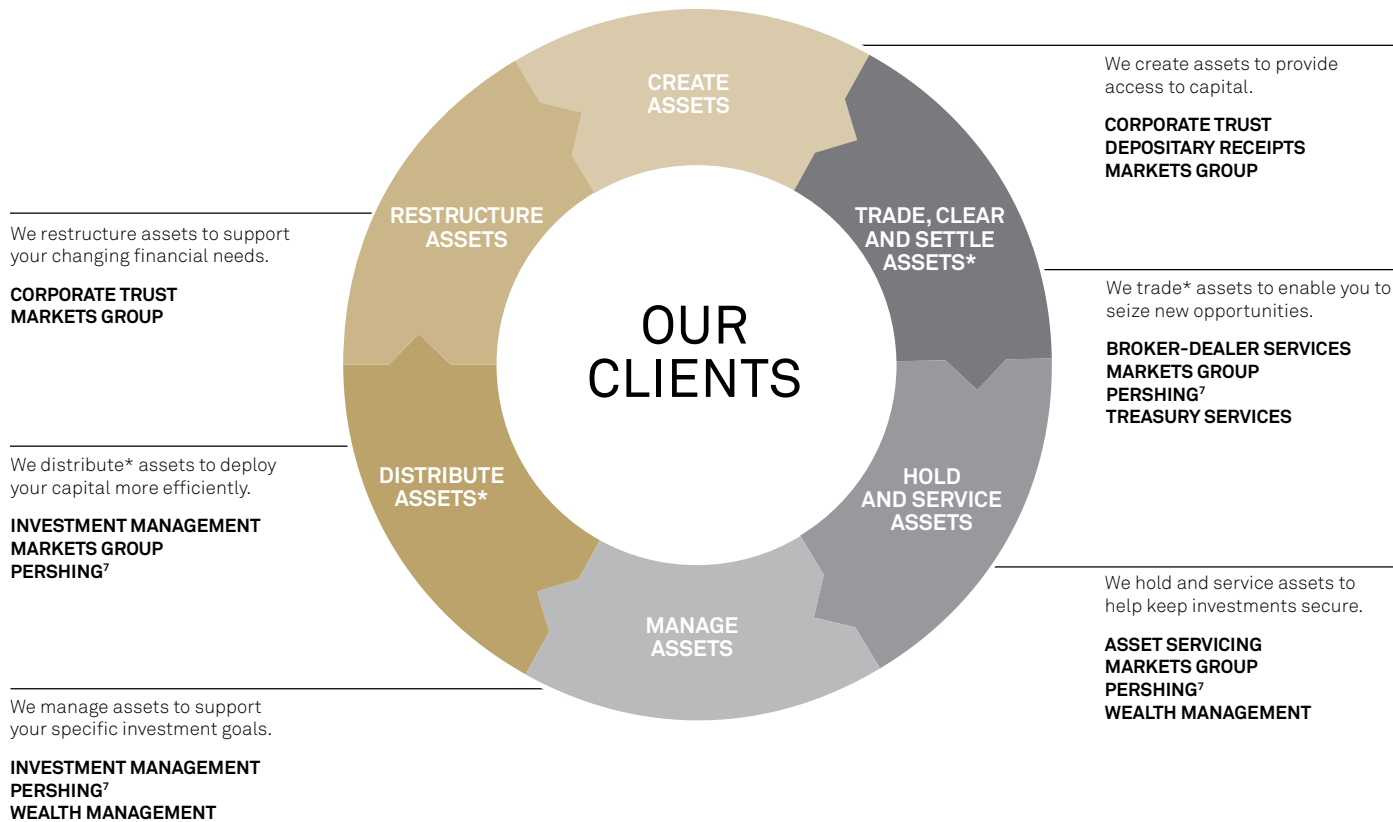 CREATE
ASSETS
We create assets to provide
access to capital.
CORPORATE TRUST
DEPOSITARY RECEIPTS
MARKETS GROUP
TRADE, CLEAR
AND SETTLE
ASSETS*
We trade* assets to enable you to
seize new opportunities.
BROKER-DEALER SERVICES
MARKETS GROUP
PERSHING⁷
TREASURY SERVICES
HOLD
AND SERVICE
ASSETS
We hold and service assets to
help keep investments secure.
ASSET SERVICING
MARKETS GROUP
PERSHING⁷
WEALTH MANAGEMENT
MANAGE
ASSETS
We manage assets to support
your specific investment goals.
INVESTMENT MANAGEMENT
PERSHING⁷
WEALTH MANAGEMENT
DISTRIBUTE
ASSETS*
We distribute* assets to deploy
your capital more efficiently.
INVESTMENT MANAGEMENT
MARKETS GROUP
PERSHING⁷
RESTRUCTURE
ASSETS
We restructure assets to support
your changing financial needs.
CORPORATE TRUST
MARKETS GROUP
OUR
CLIENTS